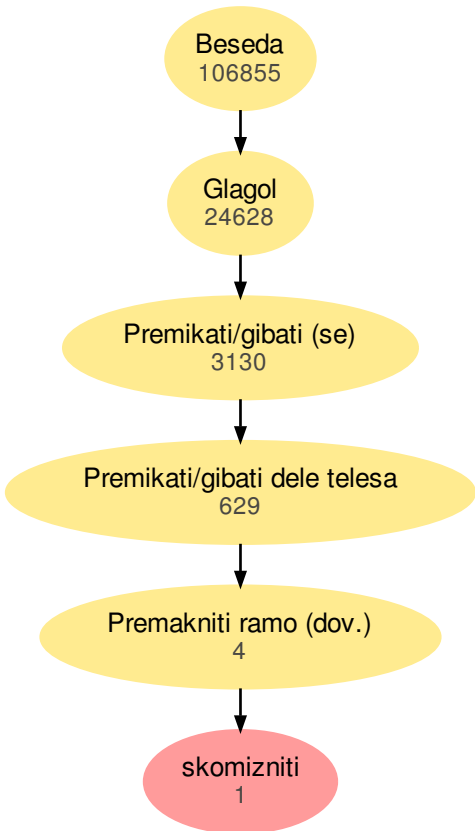 Beseda
106855
Glagol
24628
Premikati/gibati (se)
3130
Premikati/gibati dele telesa
629
Premakniti ramo (dov.)
4
skomizniti
1